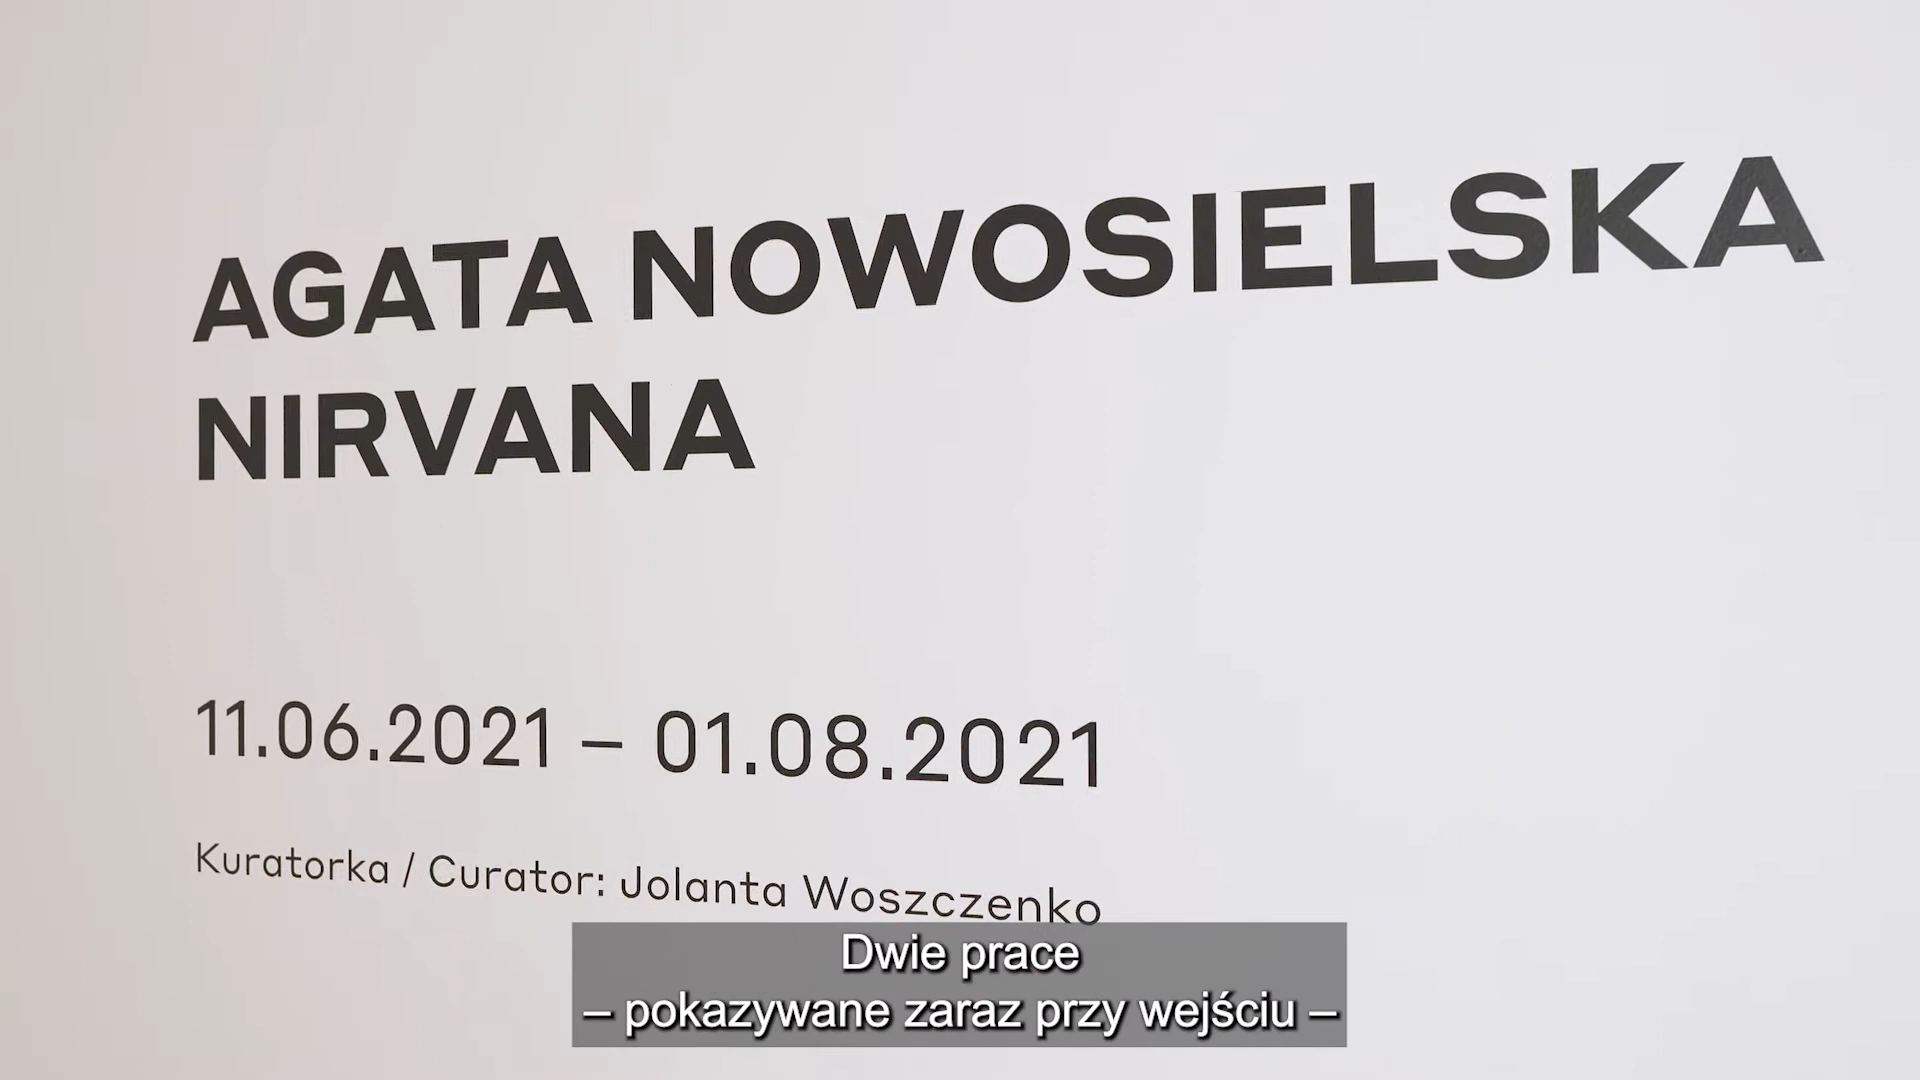 AGATA NOWOSIELSKA
NIRVANA
11.06.2021 – 01.08.2021
Kuratorka / Curator: Jolanta Woszczenko
Dwie prace
– pokazywane zaraz przy wejściu –